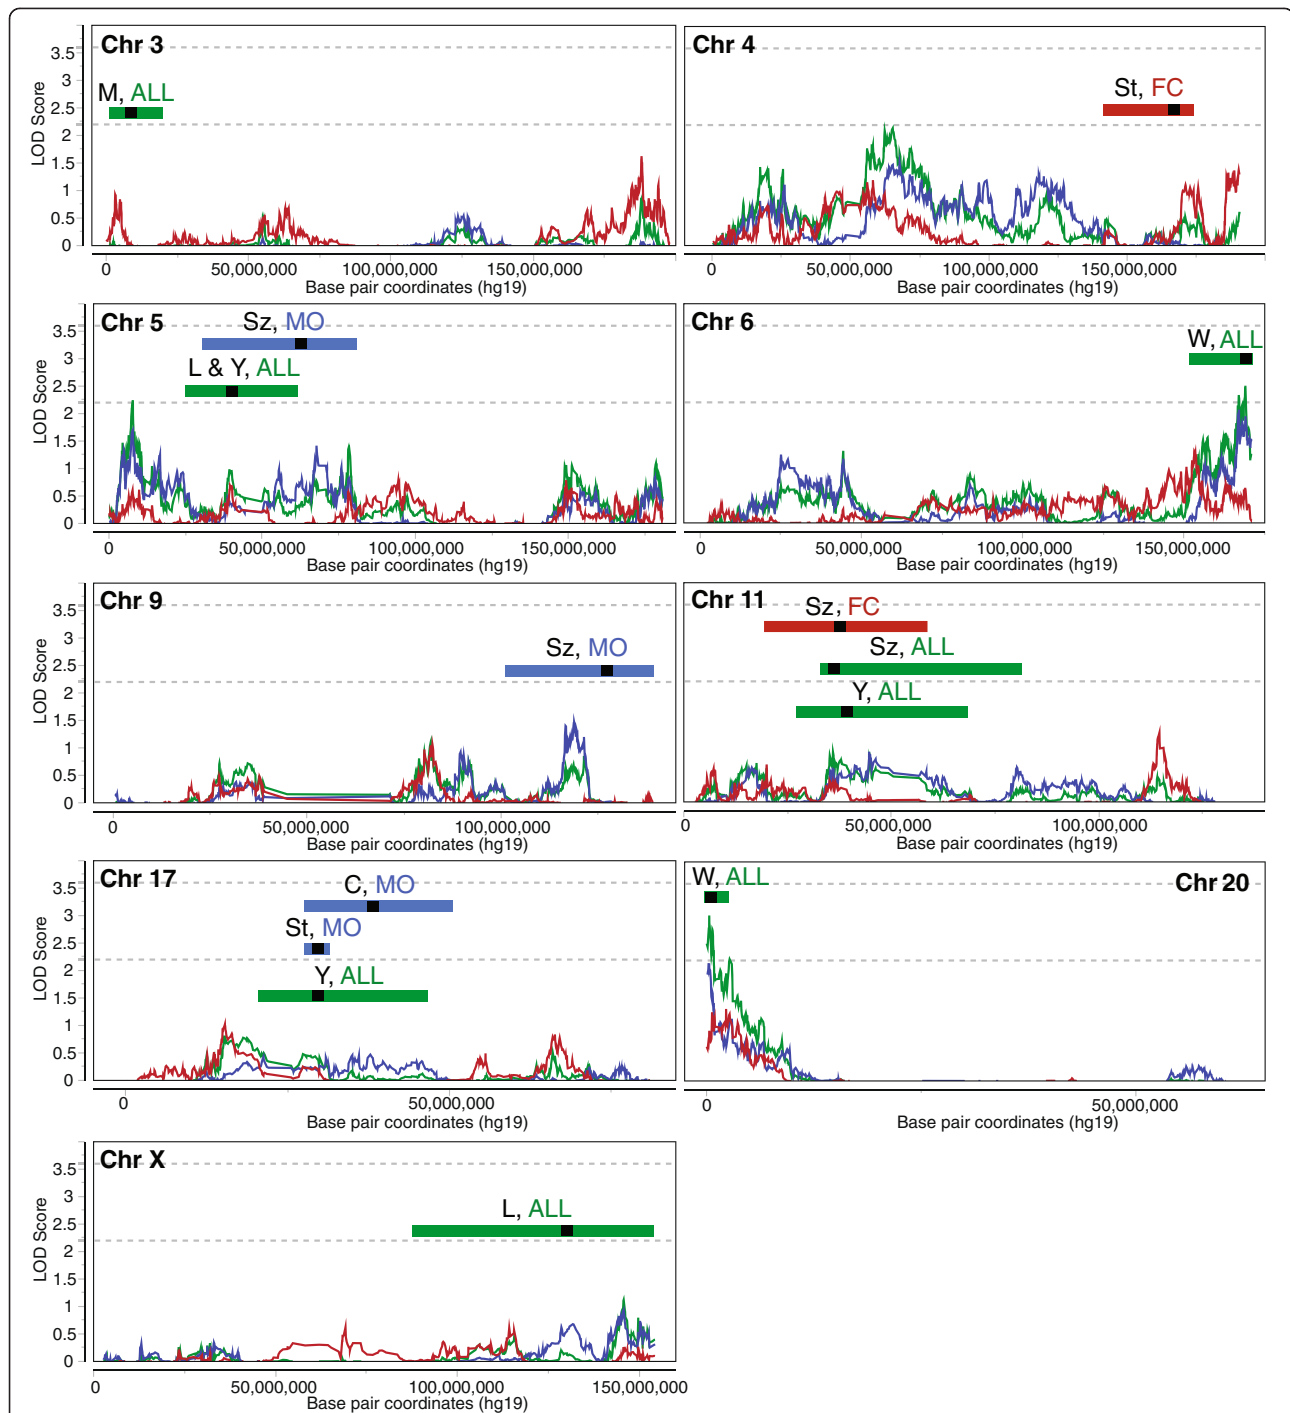 Chr 3
3.5
3
2.5
2
1.5
1
0.5
0
LOD Score
M, ALL
0
50,000,000
100,000,000
150,000,000
Base pair coordinates (hg19)
Chr 4
St, FC
0
50,000,000
100,000,000
150,000,000
Base pair coordinates (hg19)
Chr 5
3.5
3
2.5
2
1.5
1
0.5
0
LOD Score
Sz, MO
L & Y, ALL
0
50,000,000
100,000,000
150,000,000
Base pair coordinates (hg19)
Chr 6
W, ALL
0
50,000,000
100,000,000
150,000,000
Base pair coordinates (hg19)
Chr 9
3.5
3
2.5
2
1.5
1
0.5
0
LOD Score
Sz, MO
0
50,000,000
100,000,000
Base pair coordinates (hg19)
Chr 11
Sz, FC
Sz, ALL
Y, ALL
0
50,000,000
100,000,000
Base pair coordinates (hg19)
Chr 17
3.5
3
2.5
2
1.5
1
0.5
0
LOD Score
C, MO
St, MO
Y, ALL
0
50,000,000
Base pair coordinates (hg19)
W, ALL
Chr 20
0
50,000,000
Base pair coordinates (hg19)
Chr X
3.5
3
2.5
2
1.5
1
0.5
0
LOD Score
L, ALL
0
50,000,000
100,000,000
150,000,000
Base pair coordinates (hg19)